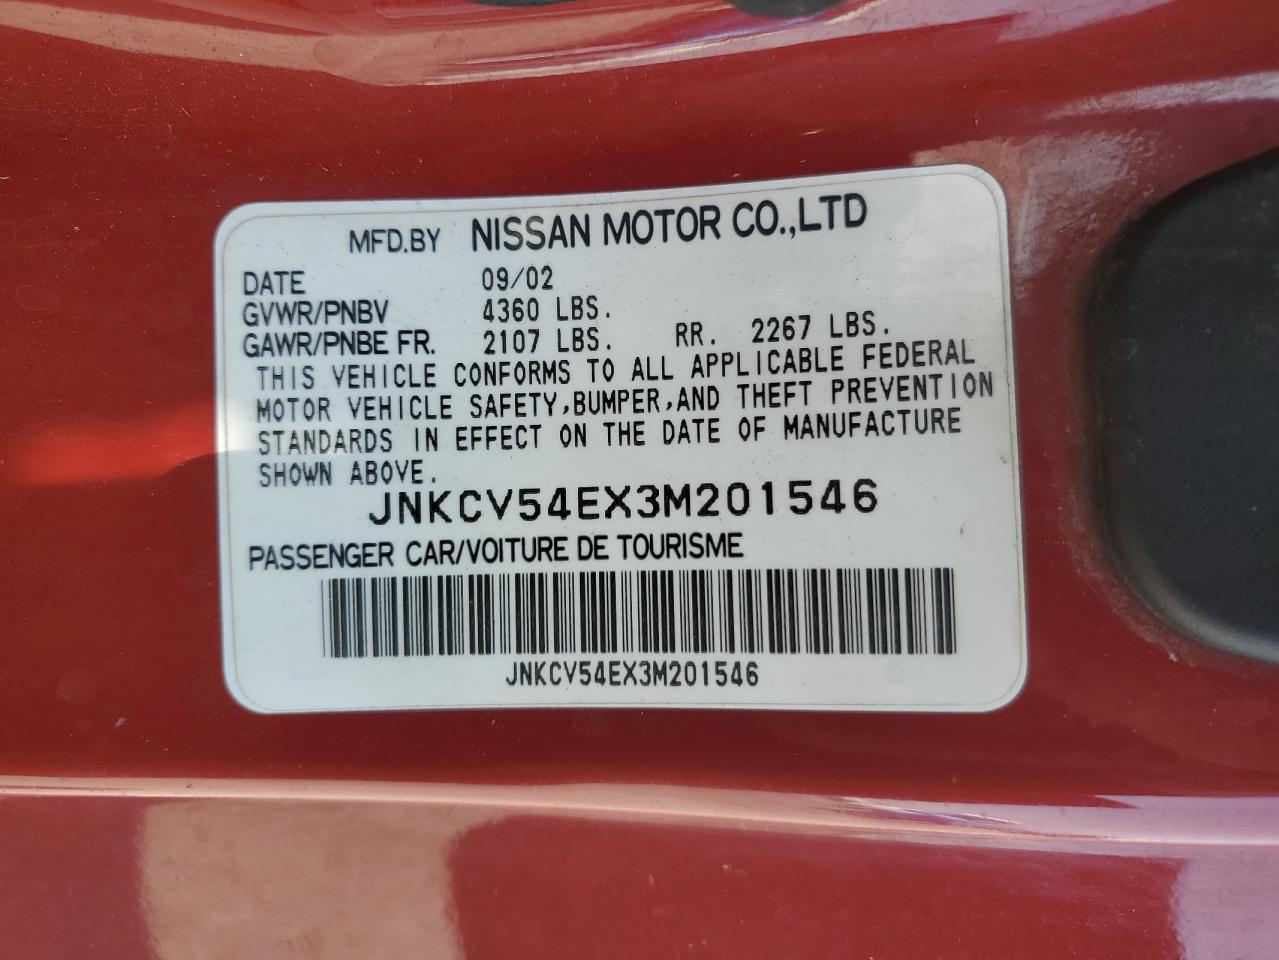 MFD.BY NISSAN MOTOR CO.,LTD
DATE 09/02
GVWR/PNBV 4360 LBS.
GAWR/PNBE FR. 2107 LBS. RR. 2267 LBS.
THIS VEHICLE CONFORMS TO ALL APPLICABLE FEDERAL
MOTOR VEHICLE SAFETY,BUMPER,AND THEFT PREVENTION
STANDARDS IN EFFECT ON THE DATE OF MANUFACTURE
SHOWN ABOVE.
JNKCV54EX3M201546
PASSENGER CAR/VOITURE DE TOURISME
JNKCV54EX3M201546